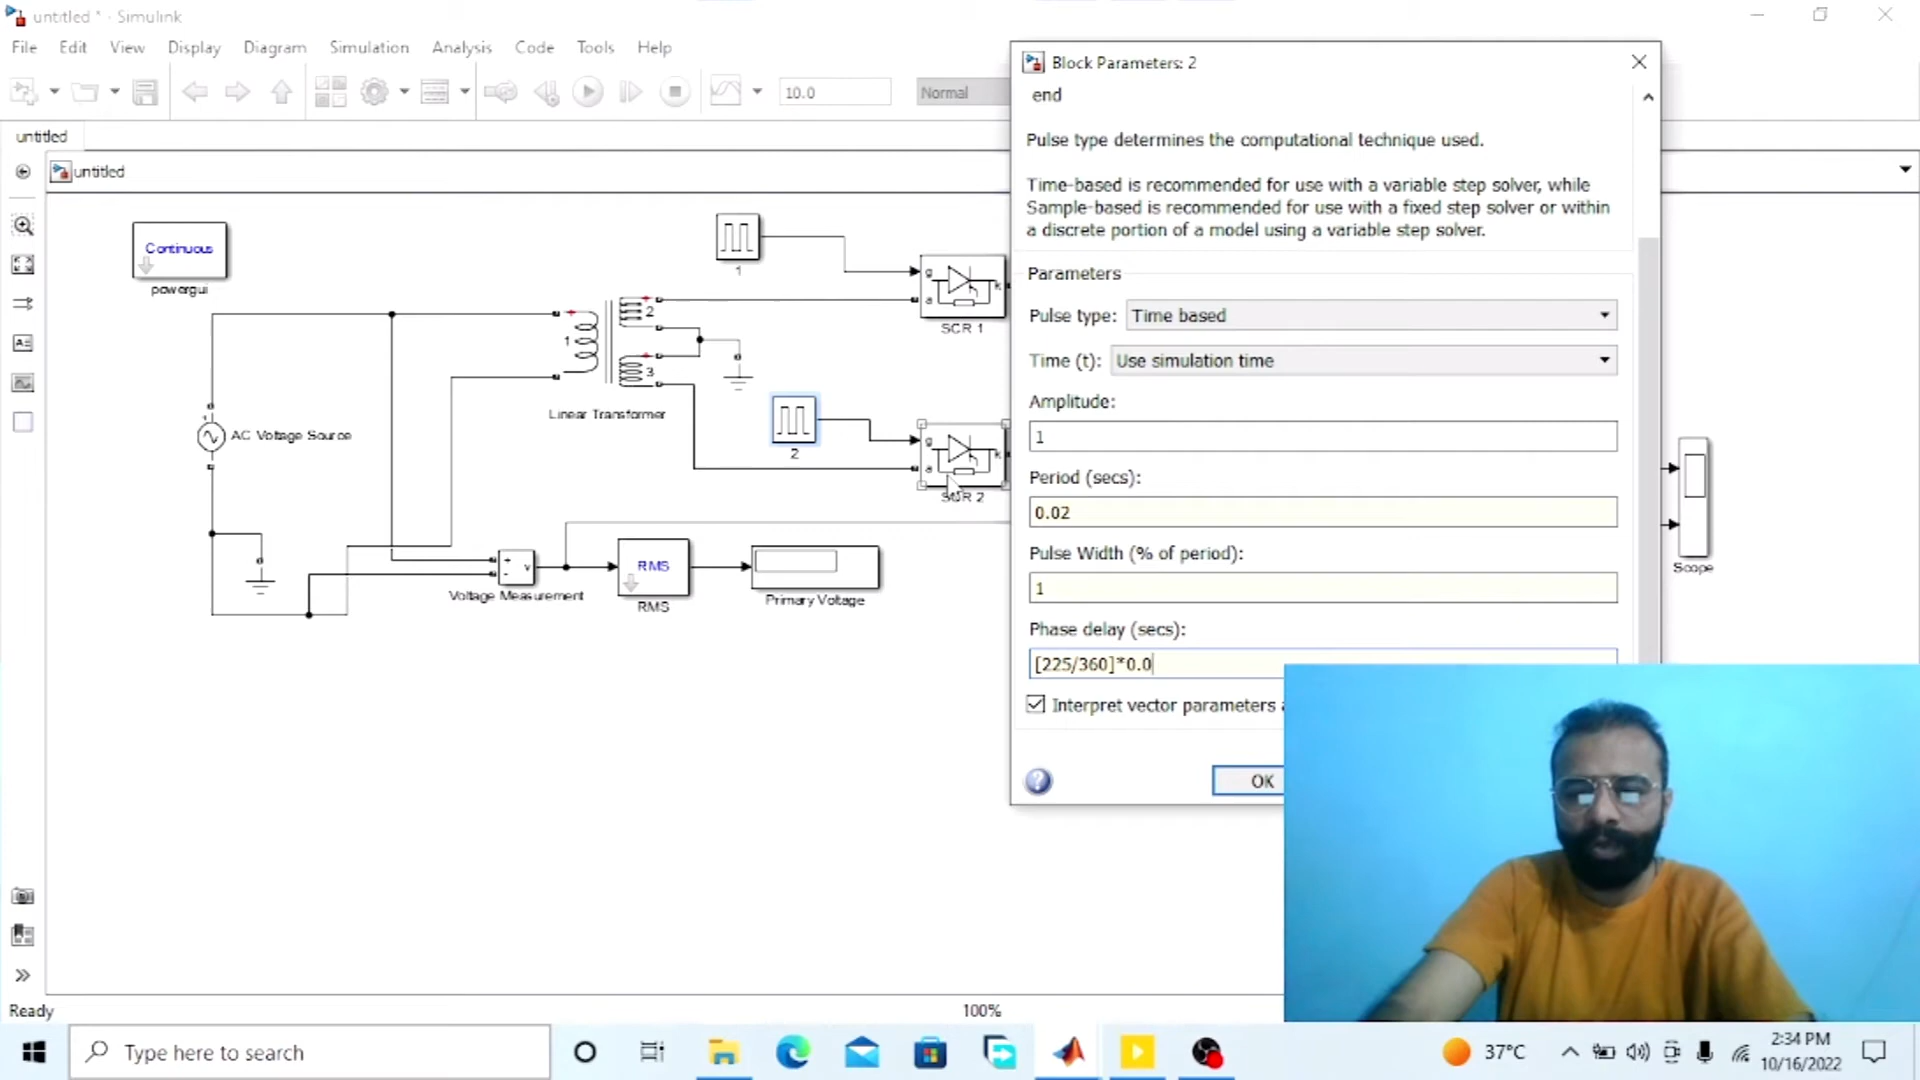 untitled * - Simulink
File Edit View Display Diagram Simulation Analysis Code Tools Help
10.0
Normal
untitled
untitled
Continuous
powergui
1
g
a
k
SCR 1
1
2
3
Linear Transformer
AC Voltage Source
2
g
a
k
SCR 2
+
-
v
Voltage Measurement
RMS
RMS
Primary Voltage
Scope
Block Parameters: 2
end
Pulse type determines the computational technique used.
Time-based is recommended for use with a variable step solver, while
Sample-based is recommended for use with a fixed step solver or within
a discrete portion of a model using a variable step solver.
Parameters
Pulse type: Time based
Time (t): Use simulation time
Amplitude:
1
Period (secs):
0.02
Pulse Width (% of period):
1
Phase delay (secs):
[225/360]*0.0
Interpret vector parameters
OK
Ready
100%
Type here to search
37°C
2:34 PM
10/16/2022